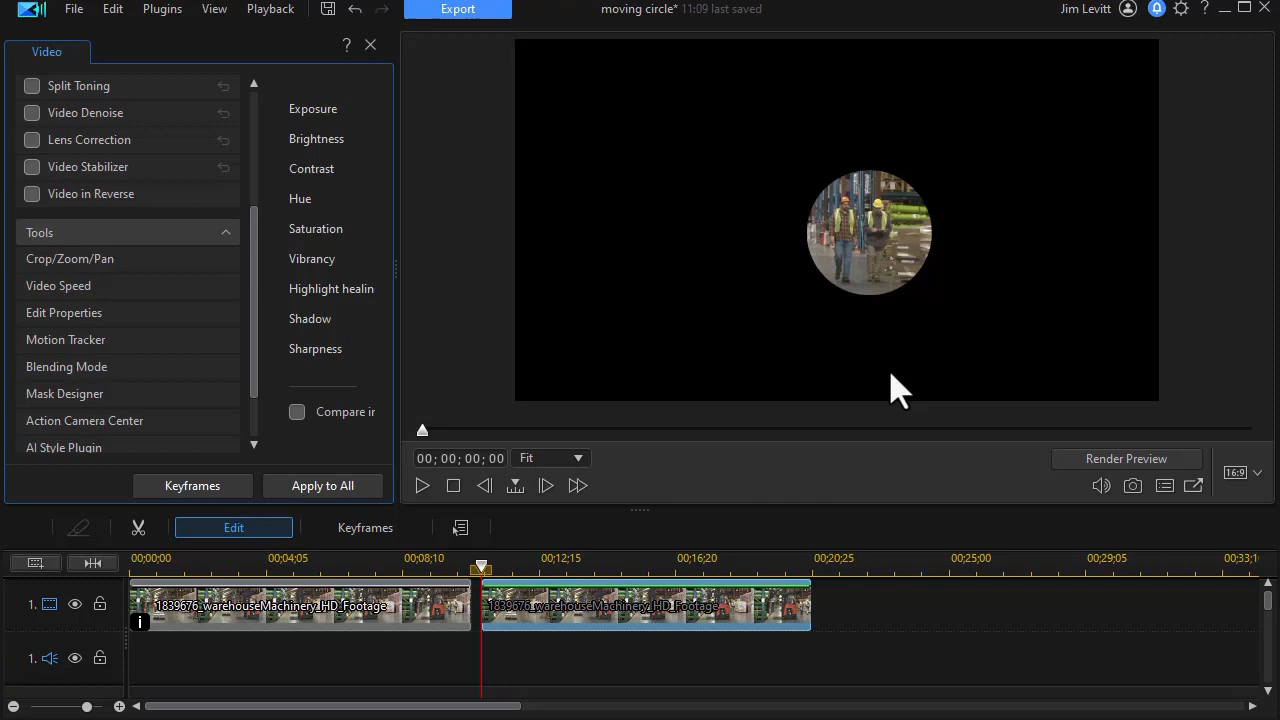 File Edit Plugins View Playback Export moving circle* 11:09 last saved Jim Levitt ?
Video ? 
Split Toning
Video Denoise
Lens Correction
Video Stabilizer
Video in Reverse
Tools
Crop/Zoom/Pan
Video Speed
Edit Properties
Motion Tracker
Blending Mode
Mask Designer
Action Camera Center
AI Style Plugin
Exposure
Brightness
Contrast
Hue
Saturation
Vibrancy
Highlight healin
Shadow
Sharpness
Compare ir
Keyframes Apply to All
00; 00; 00; 00 Fit Render Preview 16:9
Edit Keyframes
00;00;00 00;04;05 00;08;10 00;12;15 00;16;20 00;20;25 00;25;00 00;29;05 00;33;1
1. 1839676_warehouseMachinery_HD_Footage 1839676_warehouseMachinery_HD_Footage
i
1.